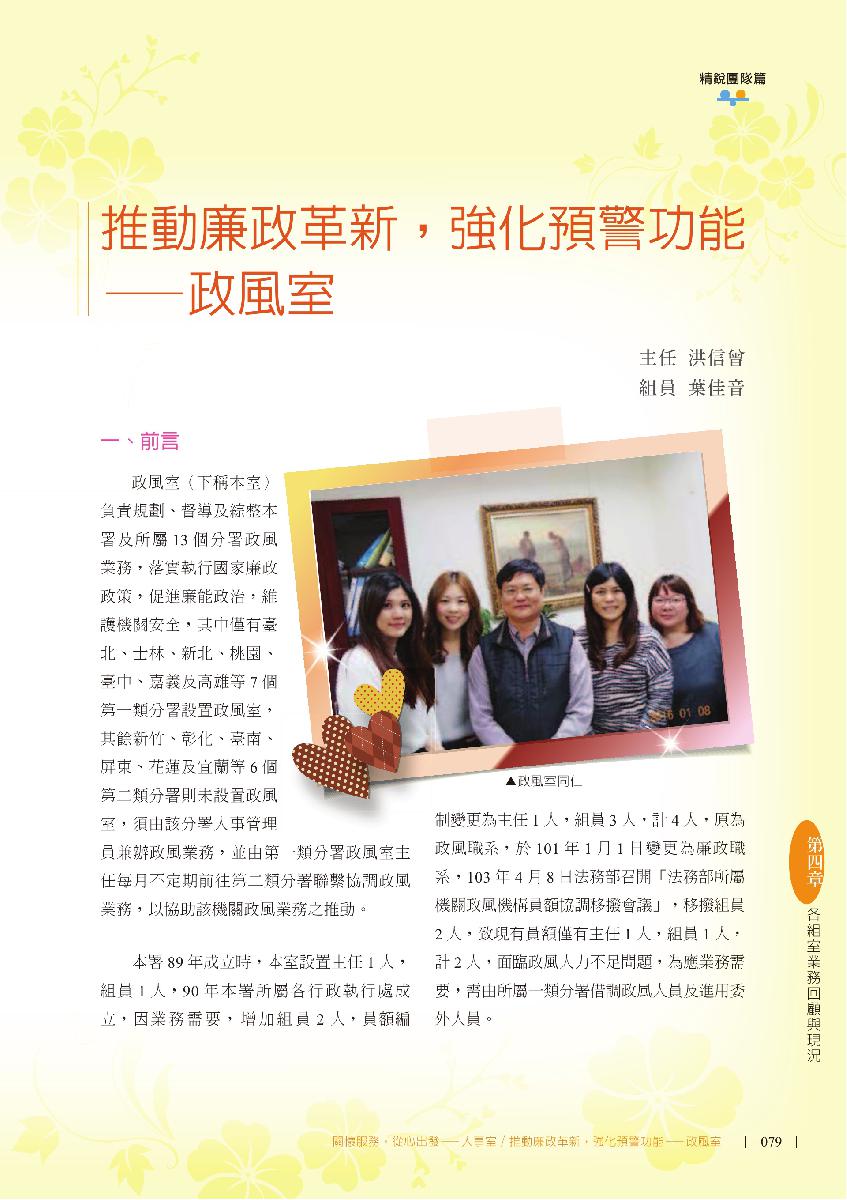 精銳團隊篇
推動廉政革新，強化預警功能
——政風室
主任 洪信曾
組員 葉佳音
一、前言
政風室（下稱本室）
負責規劃、督導及綜整本
署及所屬 13 個分署政風
業務，落實執行國家廉政
政策，促進廉能政治，維
護機關安全，其中僅有臺
北、士林、新北、桃園、
臺中、嘉義及高雄等 7 個
第一類分署設置政風室，
其餘新竹、彰化、臺南、
屏東、花蓮及宜蘭等 6 個
第二類分署則未設置政風
室，須由該分署人事管理
員兼辦政風業務，並由第一類分署政風室主
任每月不定期前往第二類分署聯繫協調政風
業務，以協助該機關政風業務之推動。
本署 89 年成立時，本室設置主任 1 人，
組員 1 人，90 年本署所屬各行政執行處成
立，因業務需要，增加組員 2 人，員額編
2016 01 08
▲政風室同仁
制變更為主任 1 人，組員 3 人，計 4 人，原為
政風職系，於 101 年 1 月 1 日變更為廉政職
系，103 年 4 月 8 日法務部召開「法務部所屬
機關政風機構員額協調移撥會議」，移撥組員
2 人，致現有員額僅有主任 1 人，組員 1 人，
計 2 人，面臨政風人力不足問題，為應業務需
要，需由所屬一類分署借調政風人員及進用委
外人員。
第四章
各組室業務回顧與現況
關懷服務，從心出發——人事室 / 推動廉政革新，強化預警功能——政風室
079